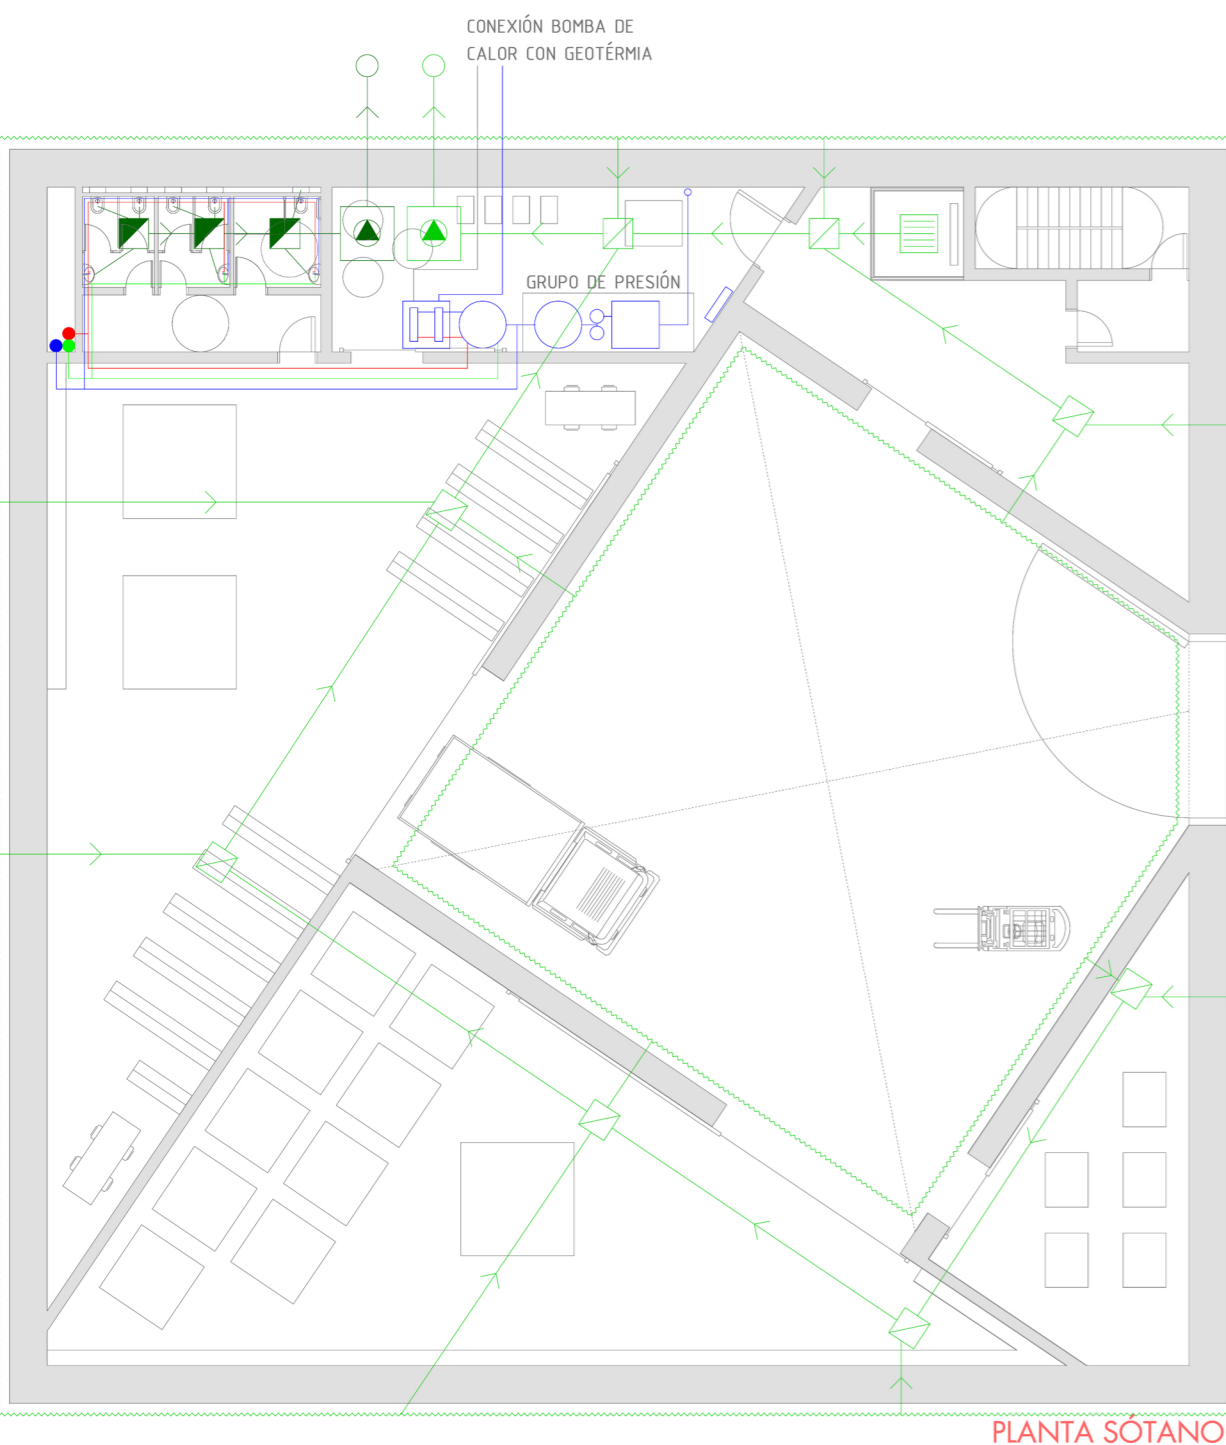 CONEXIÓN BOMBA DE
CALOR CON GEOTÉRMIA
GRUPO DE PRESIÓN
PLANTA SÓTANO